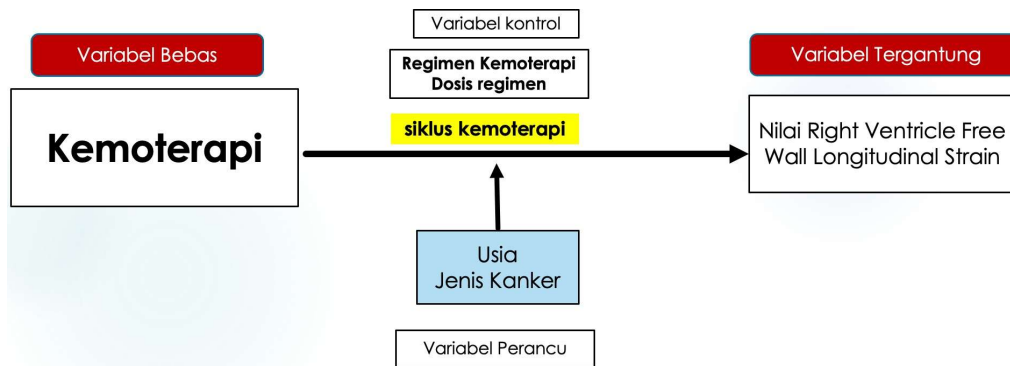 Variabel kontrol
Variabel Bebas
Regimen Kemoterapi
Dosis regimen
Variabel Tergantung
Kemoterapi
siklus kemoterapi
Nilai Right Ventricle Free
Wall Longitudinal Strain
Usia
Jenis Kanker
Variabel Perancu